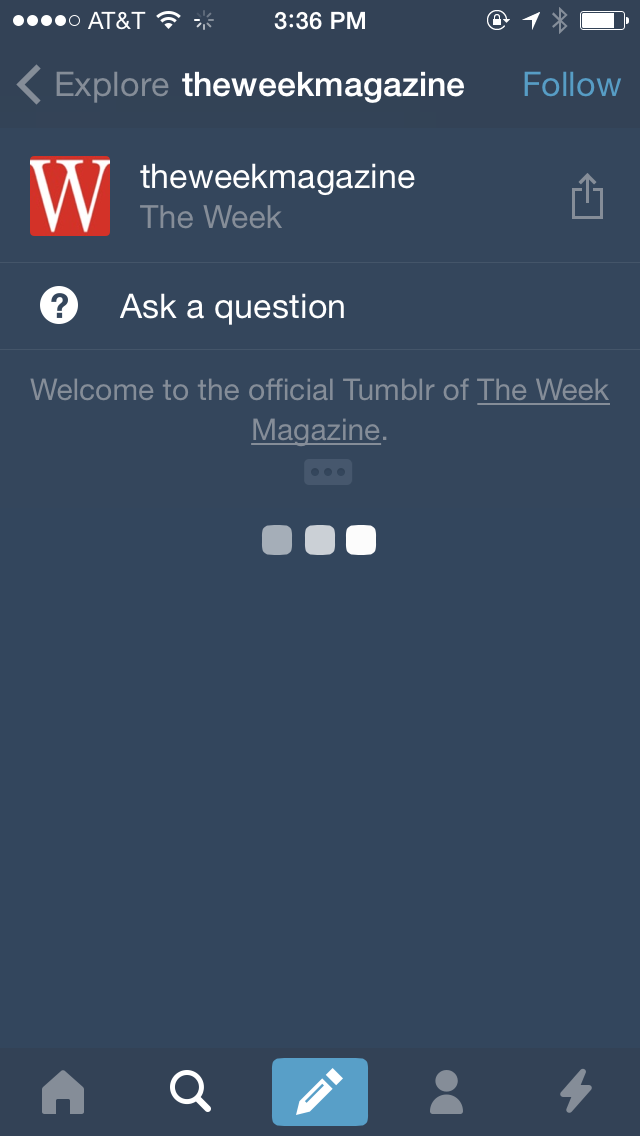 AT&T 3:36 PM
Explore theweekmagazine Follow
W theweekmagazine
The Week
? Ask a question
Welcome to the official Tumblr of The Week
Magazine.